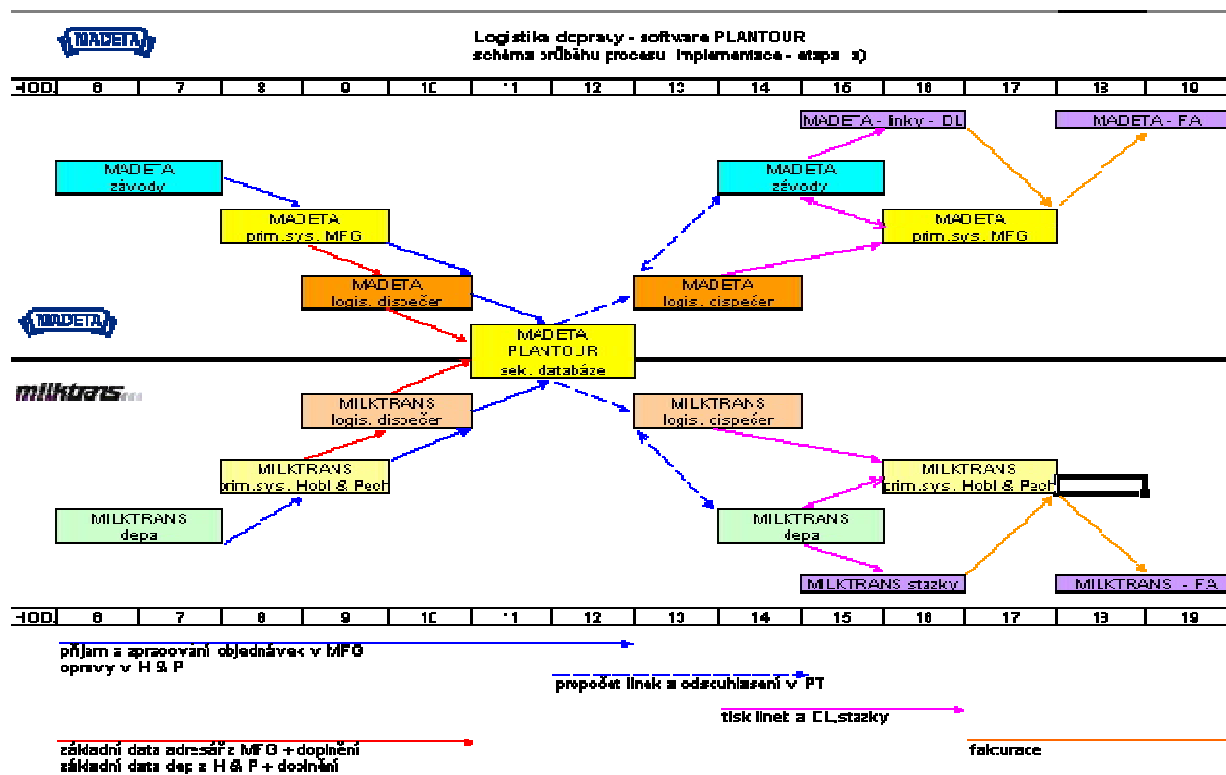 MADETA
Logistika dopravy - software PLANTOUR
schéma průběhu procesu implementace - etapa a)
HOD. 6 7 8 9 10 11 12 13 14 15 16 17 18 19
MADETA - linky - DL
MADETA - FA
MADETA
závody
MADETA
závody
MADETA
prim.sys. MFG
MADETA
prim.sys. MFG
MADETA
logis. dispečer
MADETA
logis. dispečer
MADETA
MADETA
PLANTOUR
sek. databáze
milktrans
MILKTRANS
logis. dispečer
MILKTRANS
logis. dispečer
MILKTRANS
prim.sys. Hobl & Pech
MILKTRANS
prim.sys. Hobl & Pech
MILKTRANS
depa
MILKTRANS
depa
MILKTRANS stazky
MILKTRANS - FA
HOD. 6 7 8 9 10 11 12 13 14 15 16 17 18 19
příjem a zpracování objednávek v MFG
opravy v H & P
propočet linek a odsouhlasení v PT
tisk linek a DL,stazky
základní data adresář z MFG + doplnění
základní data dep z H & P + doplnění
fakturace